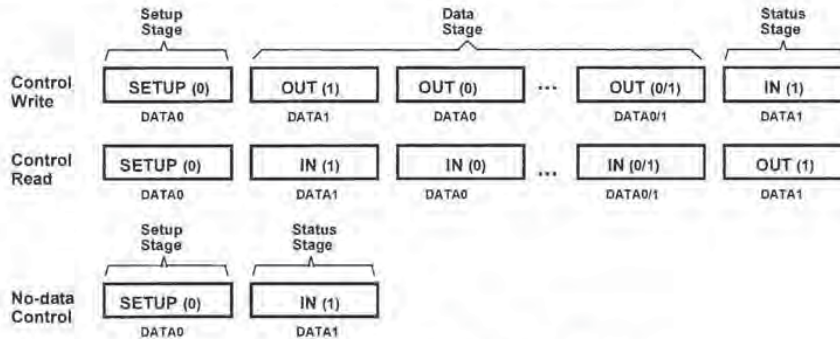 Setup Stage
Data Stage
Status Stage
Control Write
SETUP (0) OUT (1) OUT (0) ... OUT (0/1) IN (1)
DATA0 DATA1 DATA0 DATA0/1 DATA1
Control Read
SETUP (0) IN (1) IN (0) ... IN (0/1) OUT (1)
DATA0 DATA1 DATA0 DATA0/1 DATA1
Setup Stage
Status Stage
No-data Control
SETUP (0) IN (1)
DATA0 DATA1